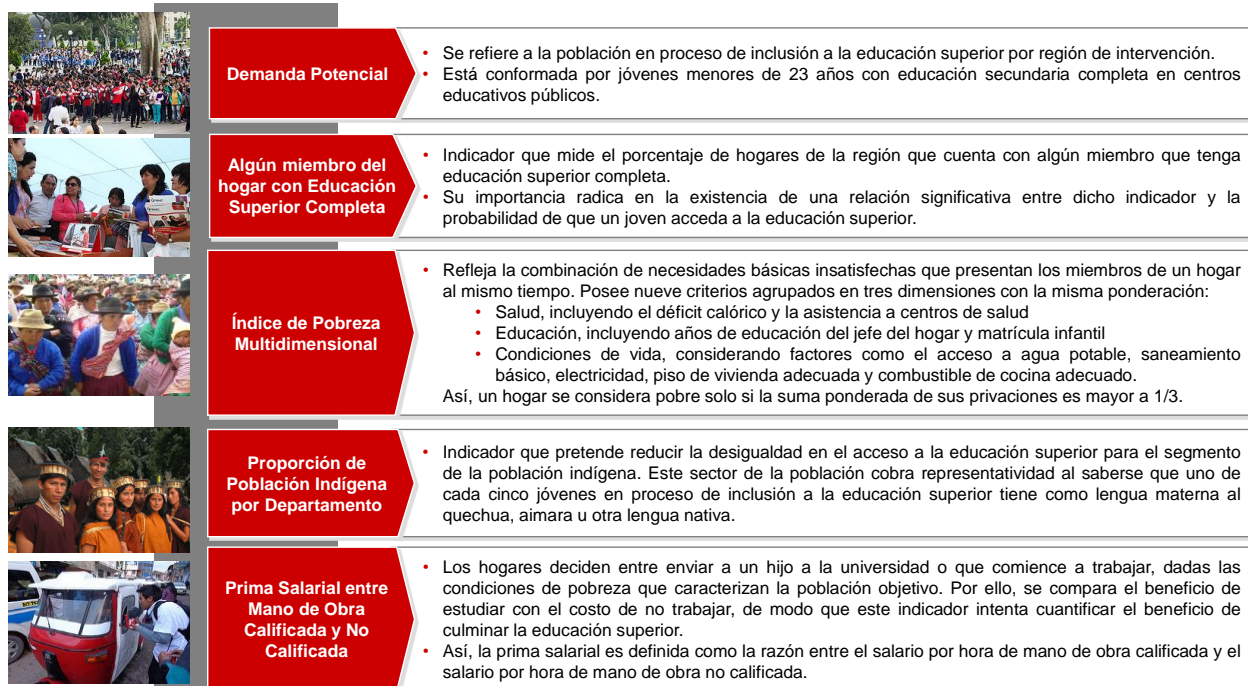 Demanda Potencial
• Se refiere a la población en proceso de inclusión a la educación superior por región de intervención.
• Está conformada por jóvenes menores de 23 años con educación secundaria completa en centros
educativos públicos.
Algún miembro del
hogar con Educación
Superior Completa
• Indicador que mide el porcentaje de hogares de la región que cuenta con algún miembro que tenga
educación superior completa.
• Su importancia radica en la existencia de una relación significativa entre dicho indicador y la
probabilidad de que un joven acceda a la educación superior.
Índice de Pobreza
Multidimensional
• Refleja la combinación de necesidades básicas insatisfechas que presentan los miembros de un hogar
al mismo tiempo. Posee nueve criterios agrupados en tres dimensiones con la misma ponderación:
• Salud, incluyendo el déficit calórico y la asistencia a centros de salud
• Educación, incluyendo años de educación del jefe del hogar y matrícula infantil
• Condiciones de vida, considerando factores como el acceso a agua potable, saneamiento
básico, electricidad, piso de vivienda adecuada y combustible de cocina adecuado.
Así, un hogar se considera pobre solo si la suma ponderada de sus privaciones es mayor a 1/3.
Proporción de
Población Indígena
por Departamento
• Indicador que pretende reducir la desigualdad en el acceso a la educación superior para el segmento
de la población indígena. Este sector de la población cobra representatividad al saberse que uno de
cada cinco jóvenes en proceso de inclusión a la educación superior tiene como lengua materna al
quechua, aimara u otra lengua nativa.
Prima Salarial entre
Mano de Obra
Calificada y No
Calificada
• Los hogares deciden entre enviar a un hijo a la universidad o que comience a trabajar, dadas las
condiciones de pobreza que caracterizan la población objetivo. Por ello, se compara el beneficio de
estudiar con el costo de no trabajar, de modo que este indicador intenta cuantificar el beneficio de
culminar la educación superior.
• Así, la prima salarial es definida como la razón entre el salario por hora de mano de obra calificada y el
salario por hora de mano de obra no calificada.